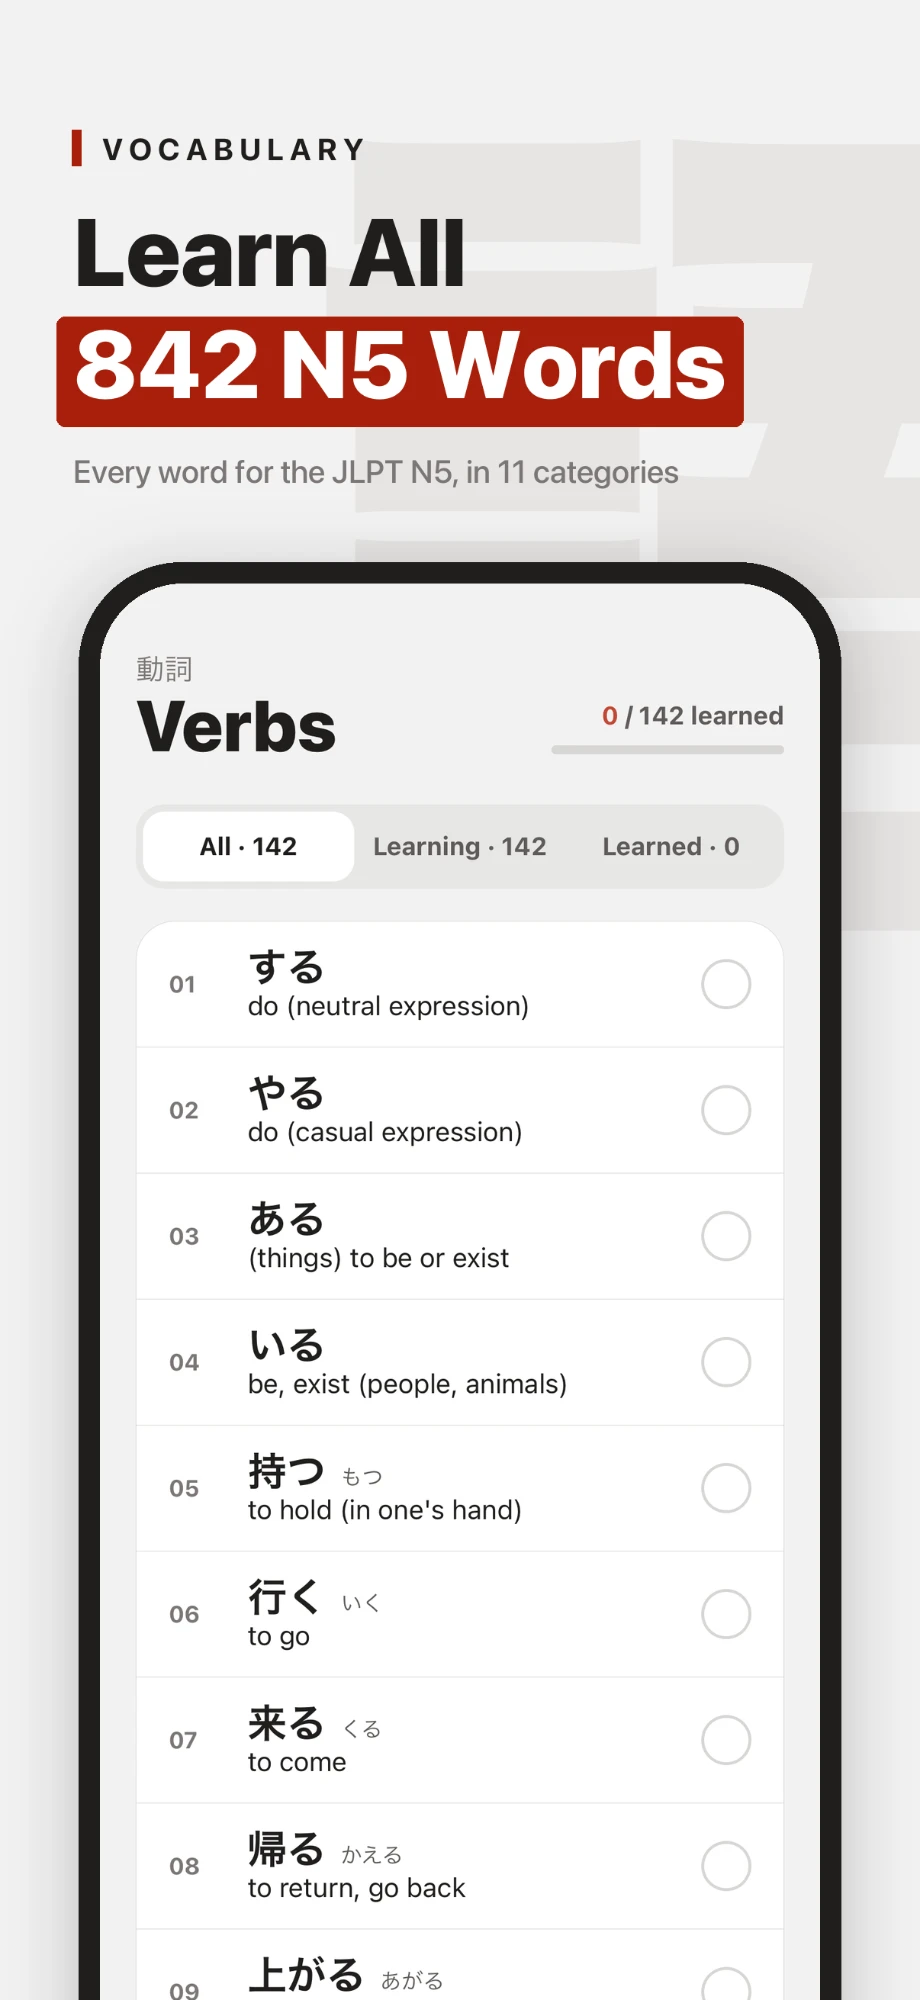 VOCABULARY
Learn All
842 N5 Words
Every word for the JLPT N5, in 11 categories
動詞
Verbs
0 / 142 learned
All · 142 Learning · 142 Learned · 0
01 する
do (neutral expression)
02 やる
do (casual expression)
03 ある
(things) to be or exist
04 いる
be, exist (people, animals)
05 持つ もつ
to hold (in one's hand)
06 行く いく
to go
07 来る くる
to come
08 帰る かえる
to return, go back
09 上がる あがる